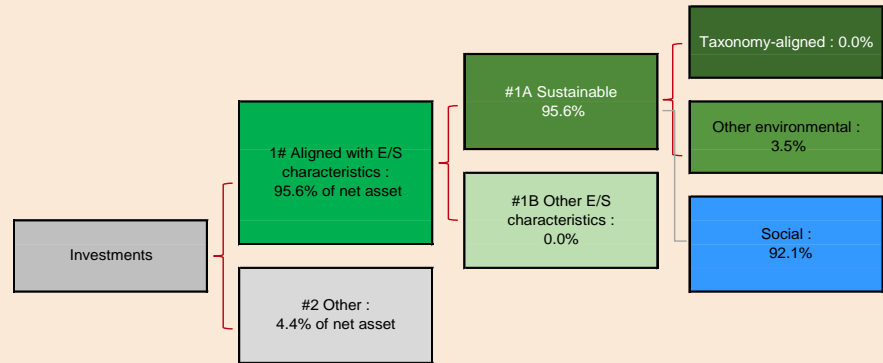 Investments
1# Aligned with E/S
characteristics :
95.6% of net asset
#2 Other :
4.4% of net asset
#1A Sustainable
95.6%
#1B Other E/S
characteristics :
0.0%
Taxonomy-aligned : 0.0%
Other environmental :
3.5%
Social :
92.1%